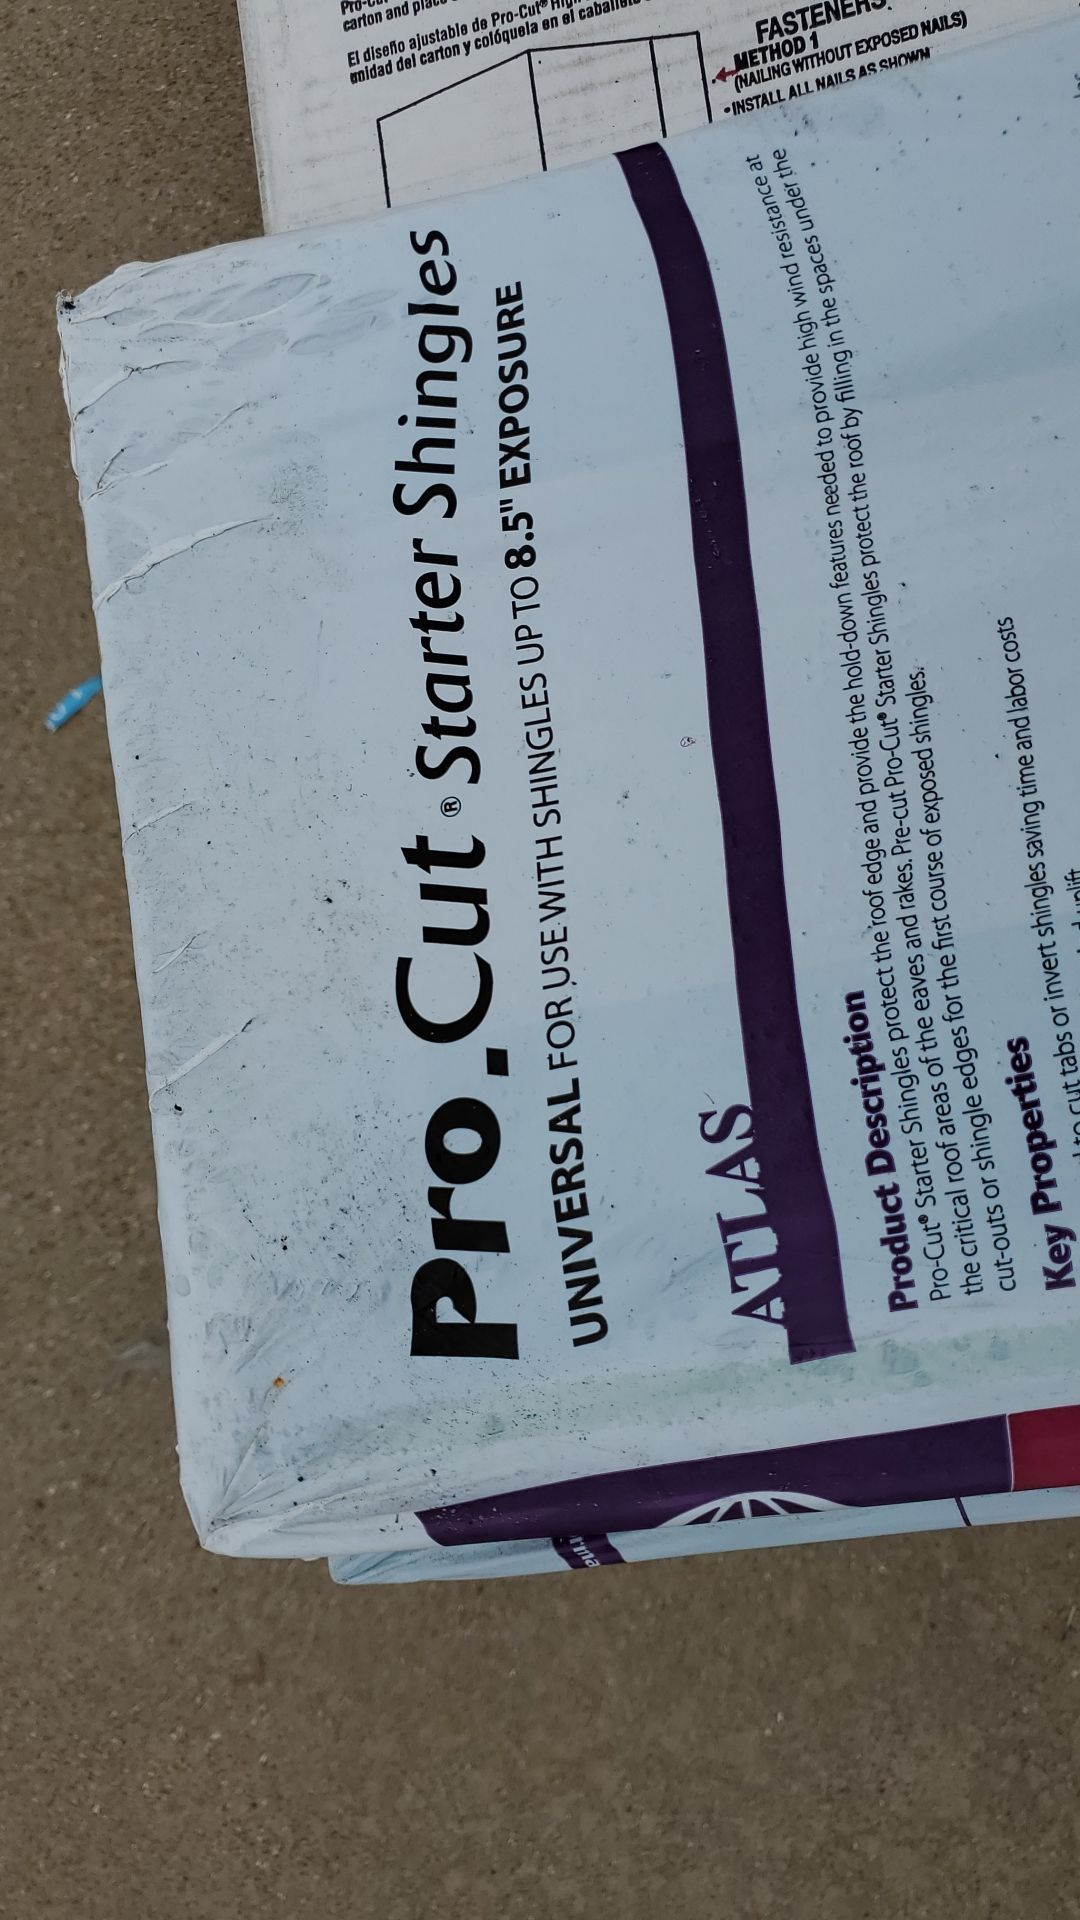 carton and place
El diseño ajustable de Pro-Cut® High
unidad del carton y colóquela en el caballete
FASTENERS.
METHOD 1
(NAILING WITHOUT EXPOSED NAILS)
• INSTALL ALL NAILS AS SHOWN
Pro.Cut® Starter Shingles
UNIVERSAL FOR USE WITH SHINGLES UP TO 8.5" EXPOSURE
ATLAS
Product Description
Pro-Cut® Starter Shingles protect the roof edge and provide the hold-down features needed to provide high wind resistance at
the critical roof areas of the eaves and rakes. Pre-cut Pro-Cut® Starter Shingles protect the roof by filling in the spaces under the
cut-outs or shingle edges for the first course of exposed shingles.
Key Properties
to cut tabs or invert shingles saving time and labor costs
uplift